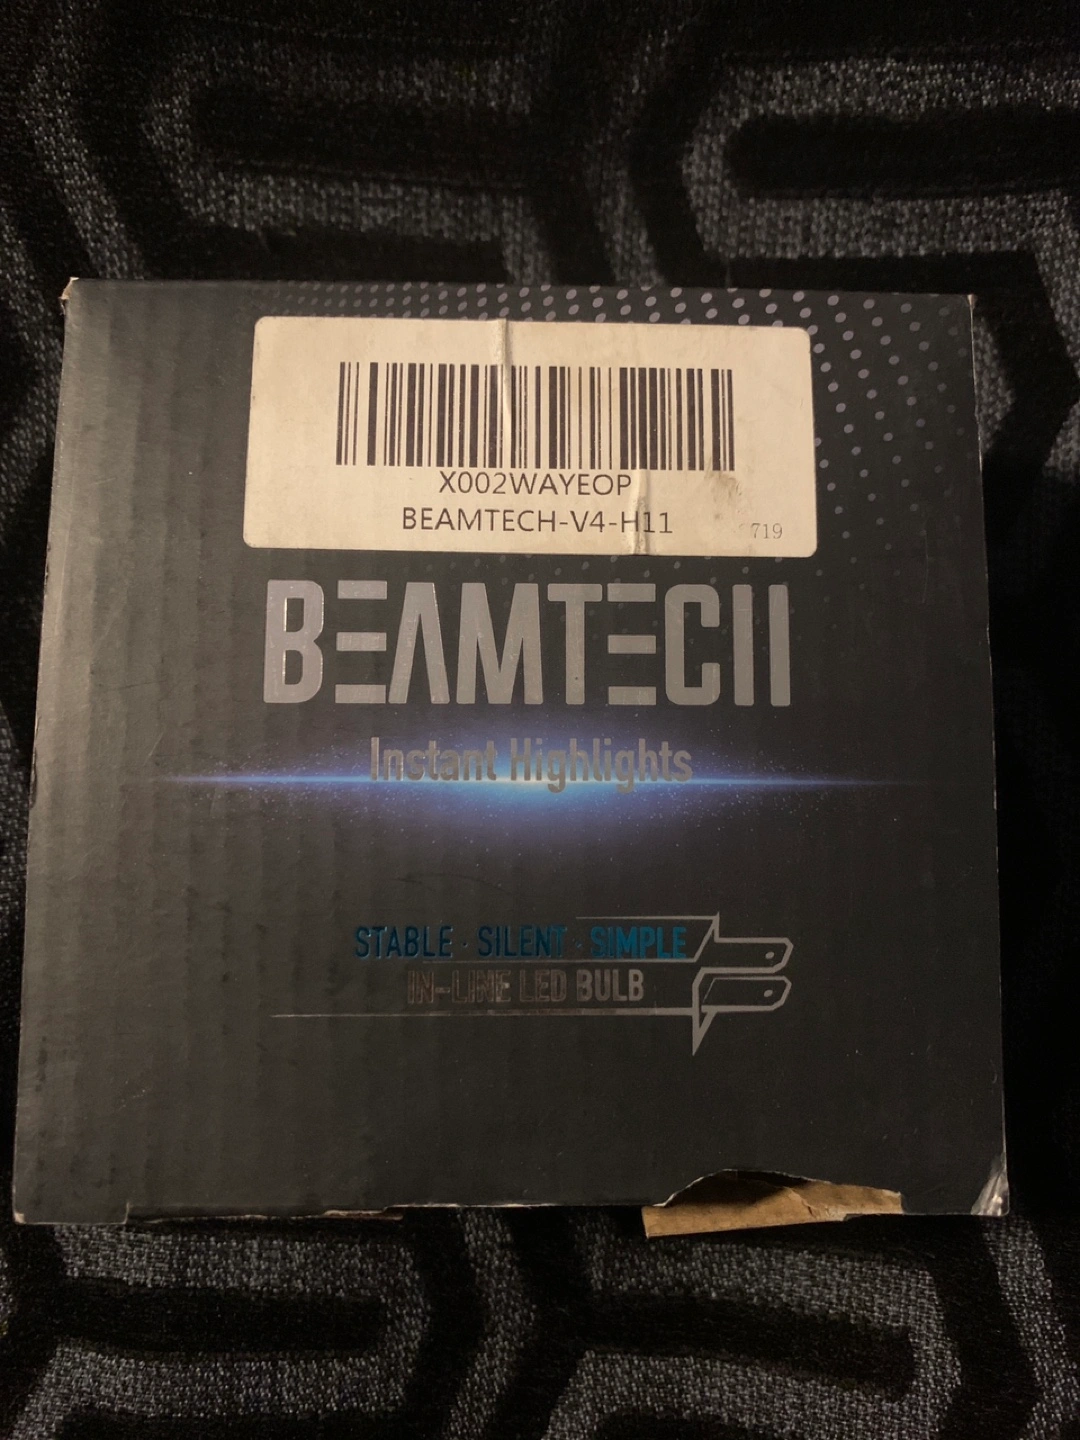 X002WAYEOP
BEAMTECH-V4-H11
719
BEAMTECH
Instant Highlights
STABLE · SILENT · SIMPLE
IN-LINE LED BULB